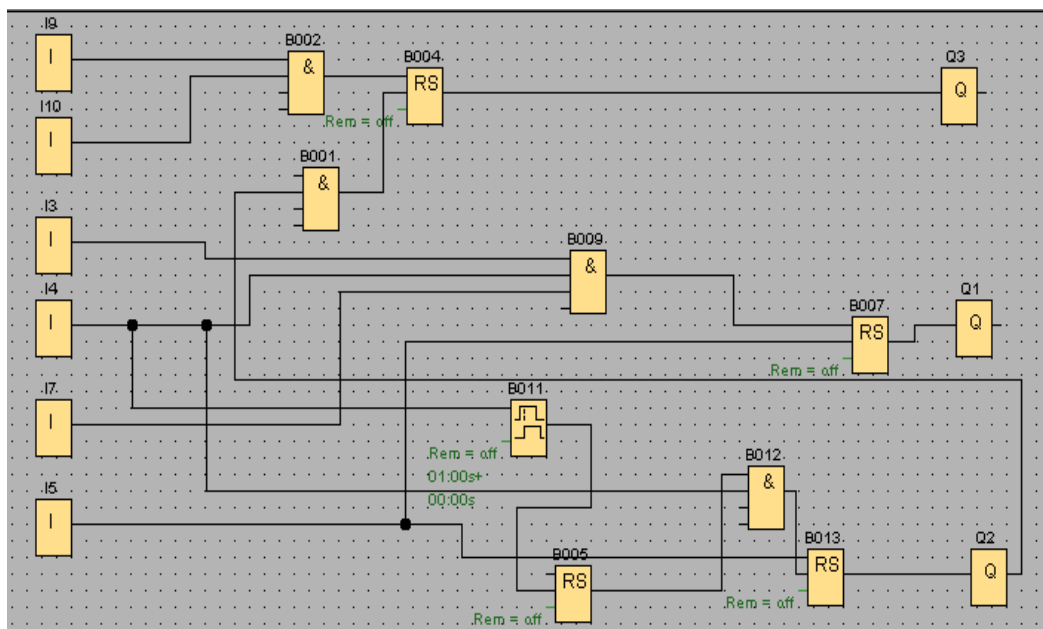 I9
I
B002
&
B004
RS
Rem = off
Q3
Q
I10
I
B001
&
I3
I
B009
&
I4
I
B007
RS
Rem = off
Q1
Q
I7
I
B011
Rem = off
01:00s+
00:00s
B012
&
I5
I
B005
RS
Rem = off
B013
RS
Rem = off
Q2
Q